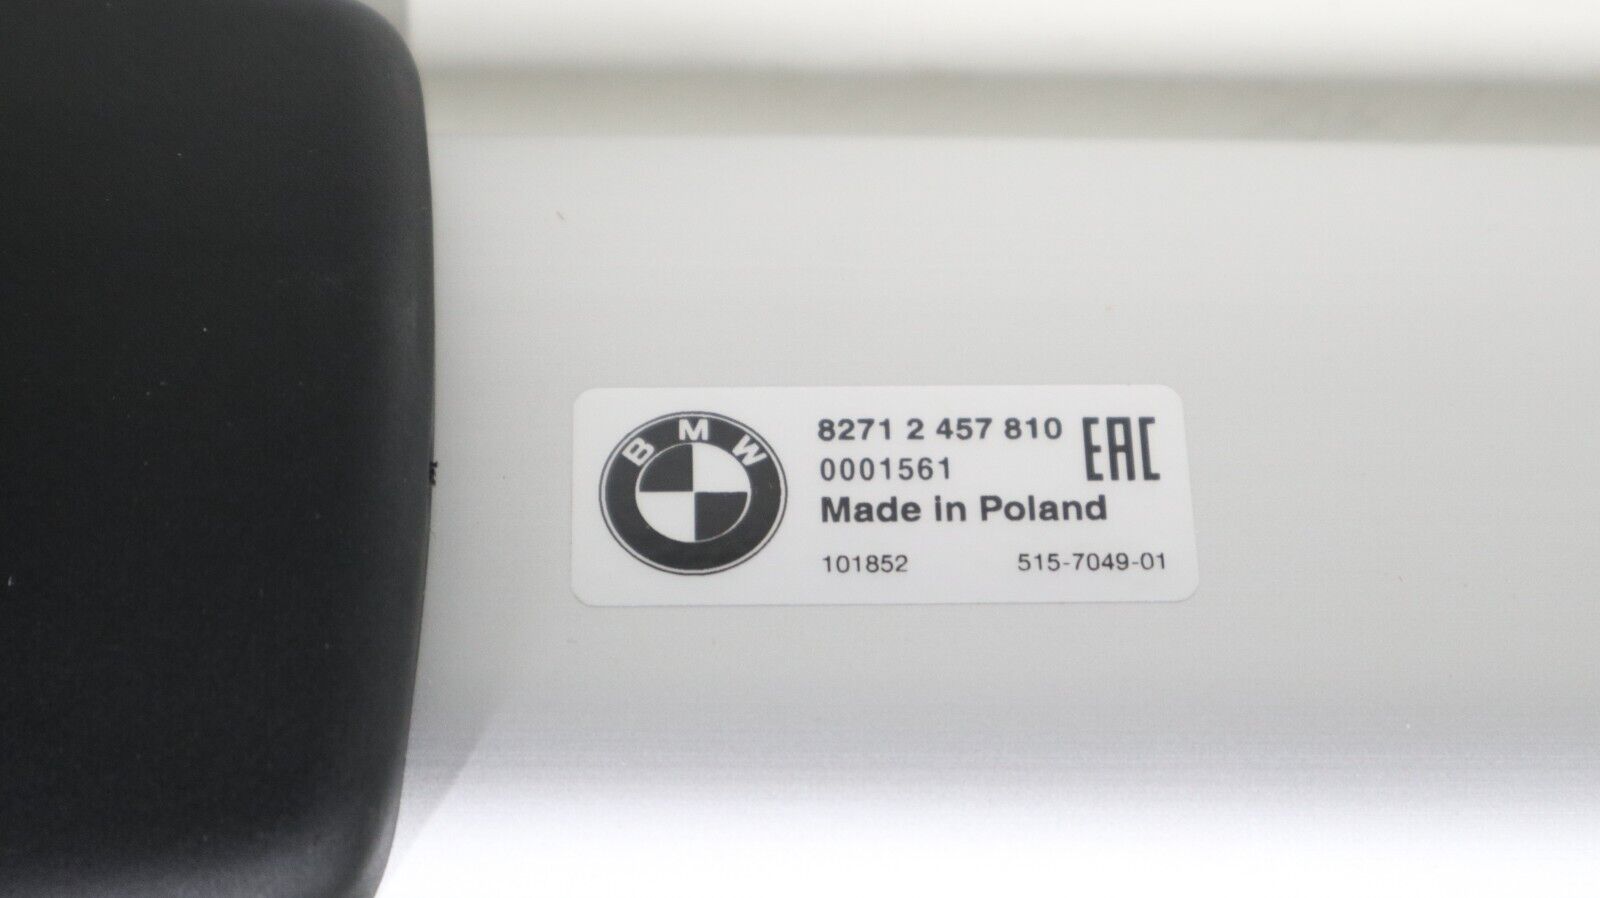 BMW
8271 2 457 810
EAC
0001561
Made in Poland
101852 515-7049-01